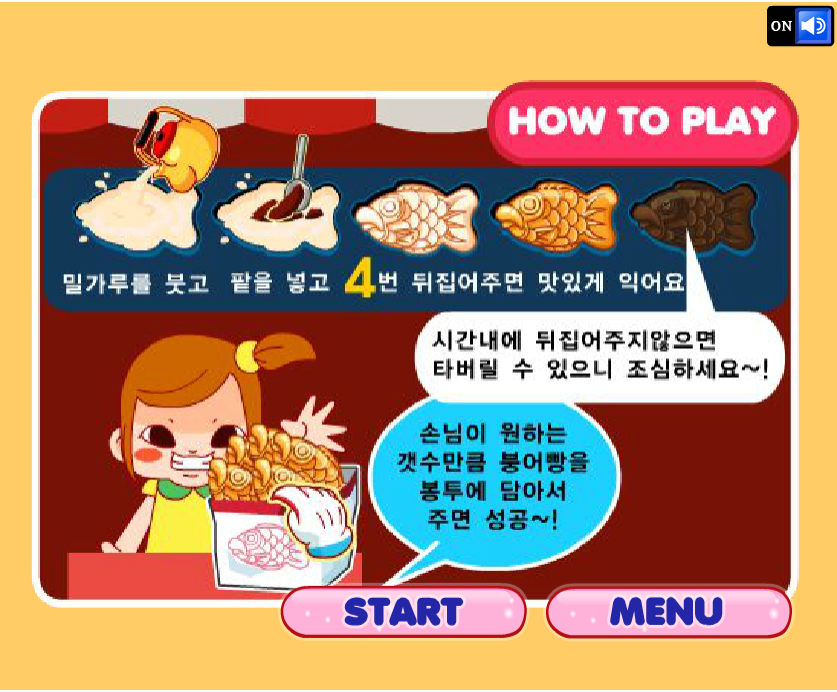 ON
HOW TO PLAY
밀가루를 붓고 팥을 넣고 4번 뒤집어주면 맛있게 익어요
시간내에 뒤집어주지않으면
타버릴 수 있으니 조심하세요~!
손님이 원하는
갯수만큼 붕어빵을
봉투에 담아서
주면 성공~!
START
MENU